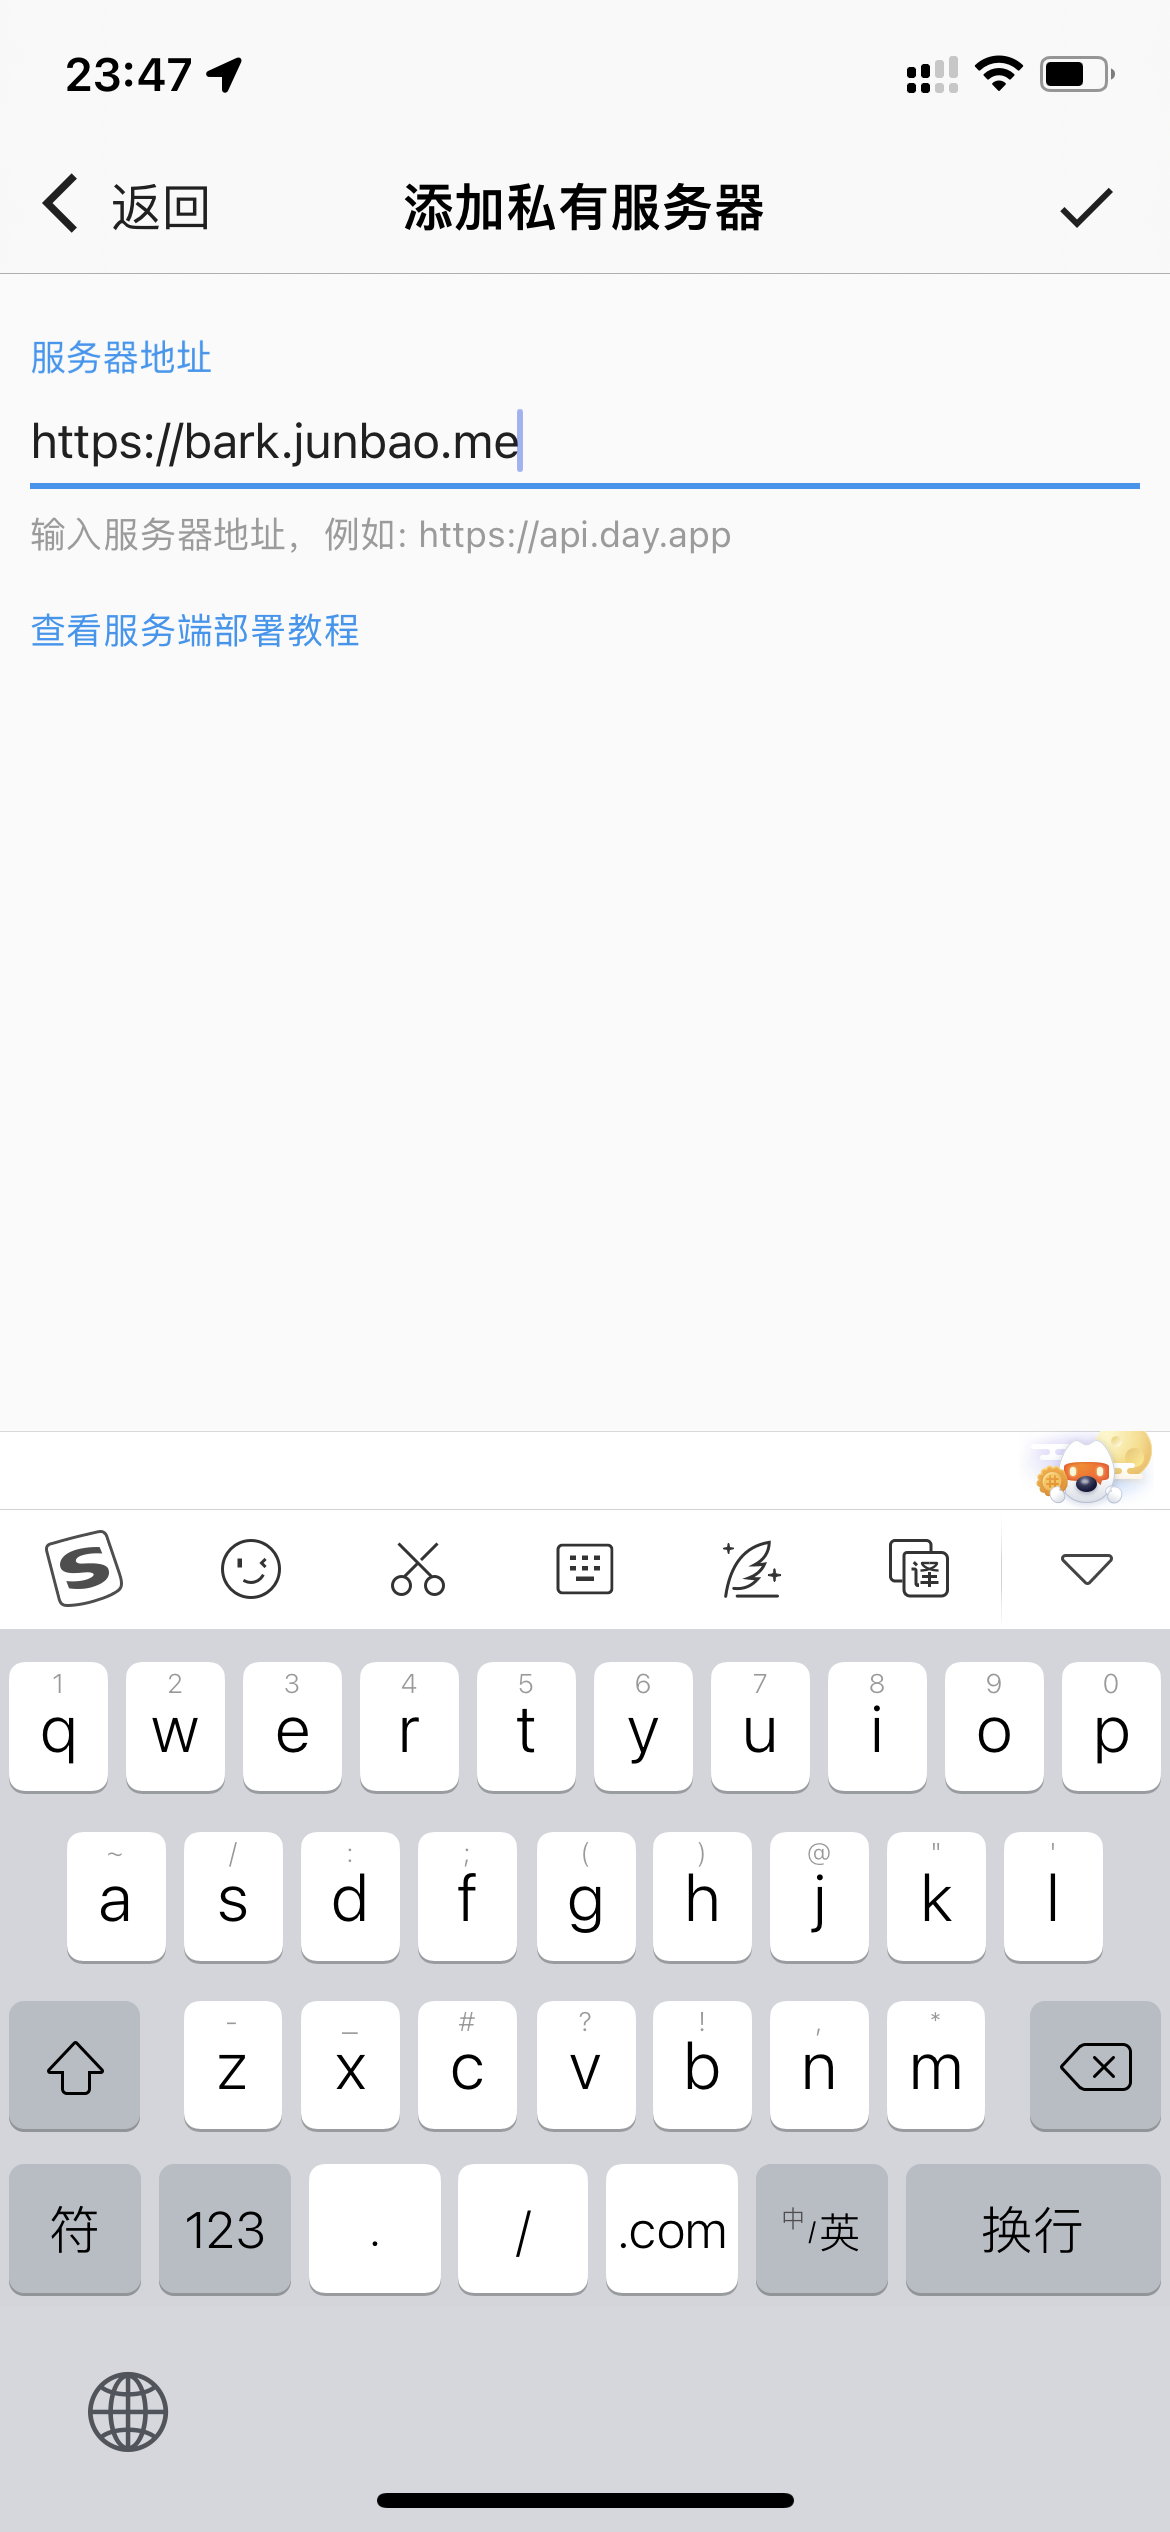 23:47
返回
添加私有服务器
服务器地址
https://bark.junbao.me
输入服务器地址，例如: https://api.day.app
查看服务端部署教程
S
译
1 2 3 4 5 6 7 8 9 0
q w e r t y u i o p
~ / : ; ( ) @ " '
a s d f g h j k l
- _ # ? ! , *
z x c v b n m
符 123 . / .com 中/英 换行